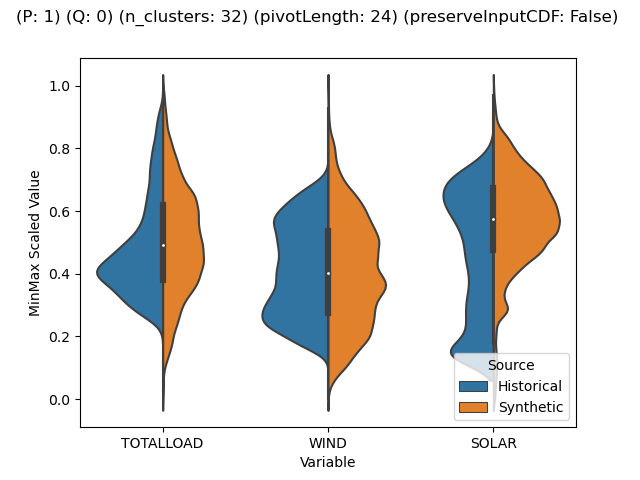 (P: 1) (Q: 0) (n_clusters: 32) (pivotLength: 24) (preserveInputCDF: False)
1.0
0.8
0.6
0.4
0.2
0.0
MinMax Scaled Value
TOTALLOAD
WIND
SOLAR
Variable
Source
Historical
Synthetic